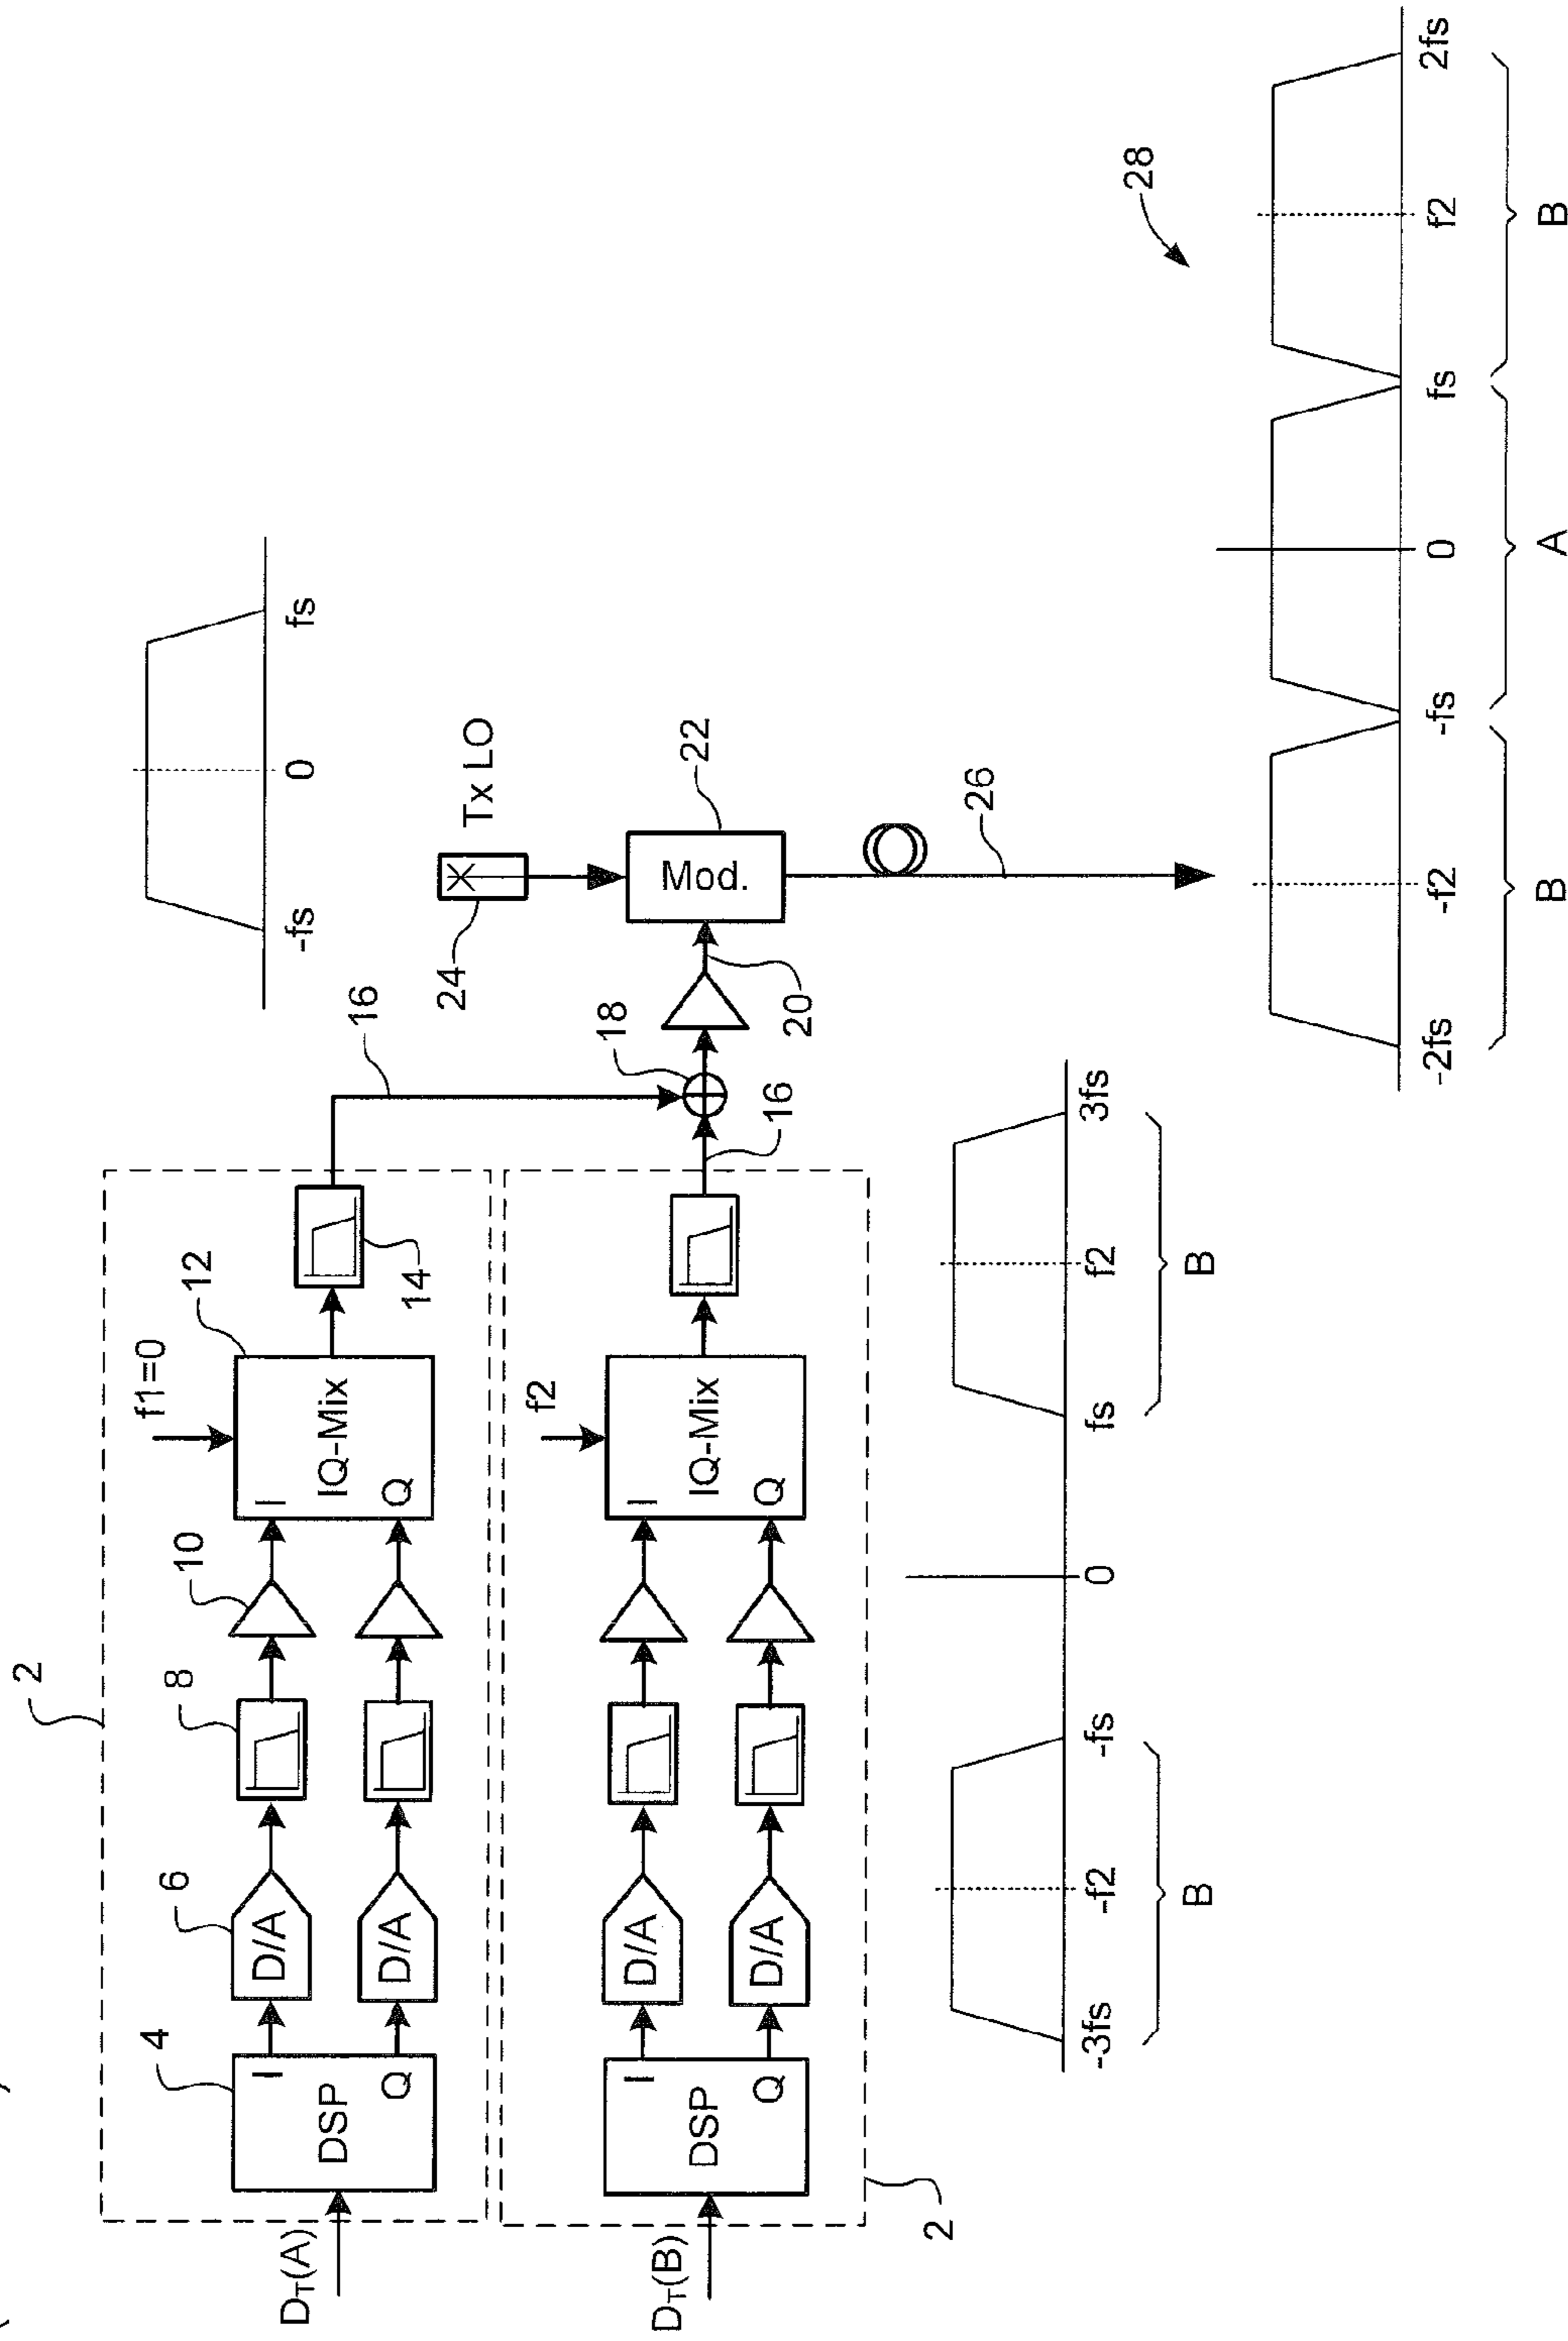 2
4
6
8
10
12
f1=0
DT(A)
DSP
I
Q
D/A
D/A
I
Q
IQ-Mix
14
16
-fs
0
fs
DT(B)
DSP
I
Q
D/A
D/A
f2
I
Q
IQ-Mix
2
16
18
20
24
Tx LO
Mod.
22
26
28
-3fs
-f2
-fs
0
fs
f2
3fs
B
B
-2fs
-f2
-fs
0
fs
f2
2fs
B
A
B